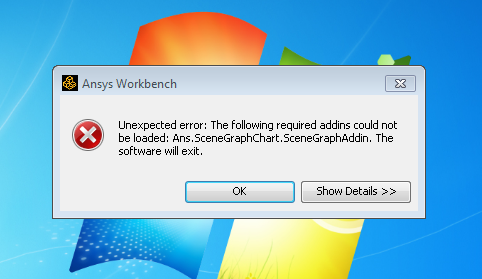 Ansys Workbench
Unexpected error: The following required addins could not
be loaded: Ans.SceneGraphChart.SceneGraphAddin. The
software will exit.
OK
Show Details >>